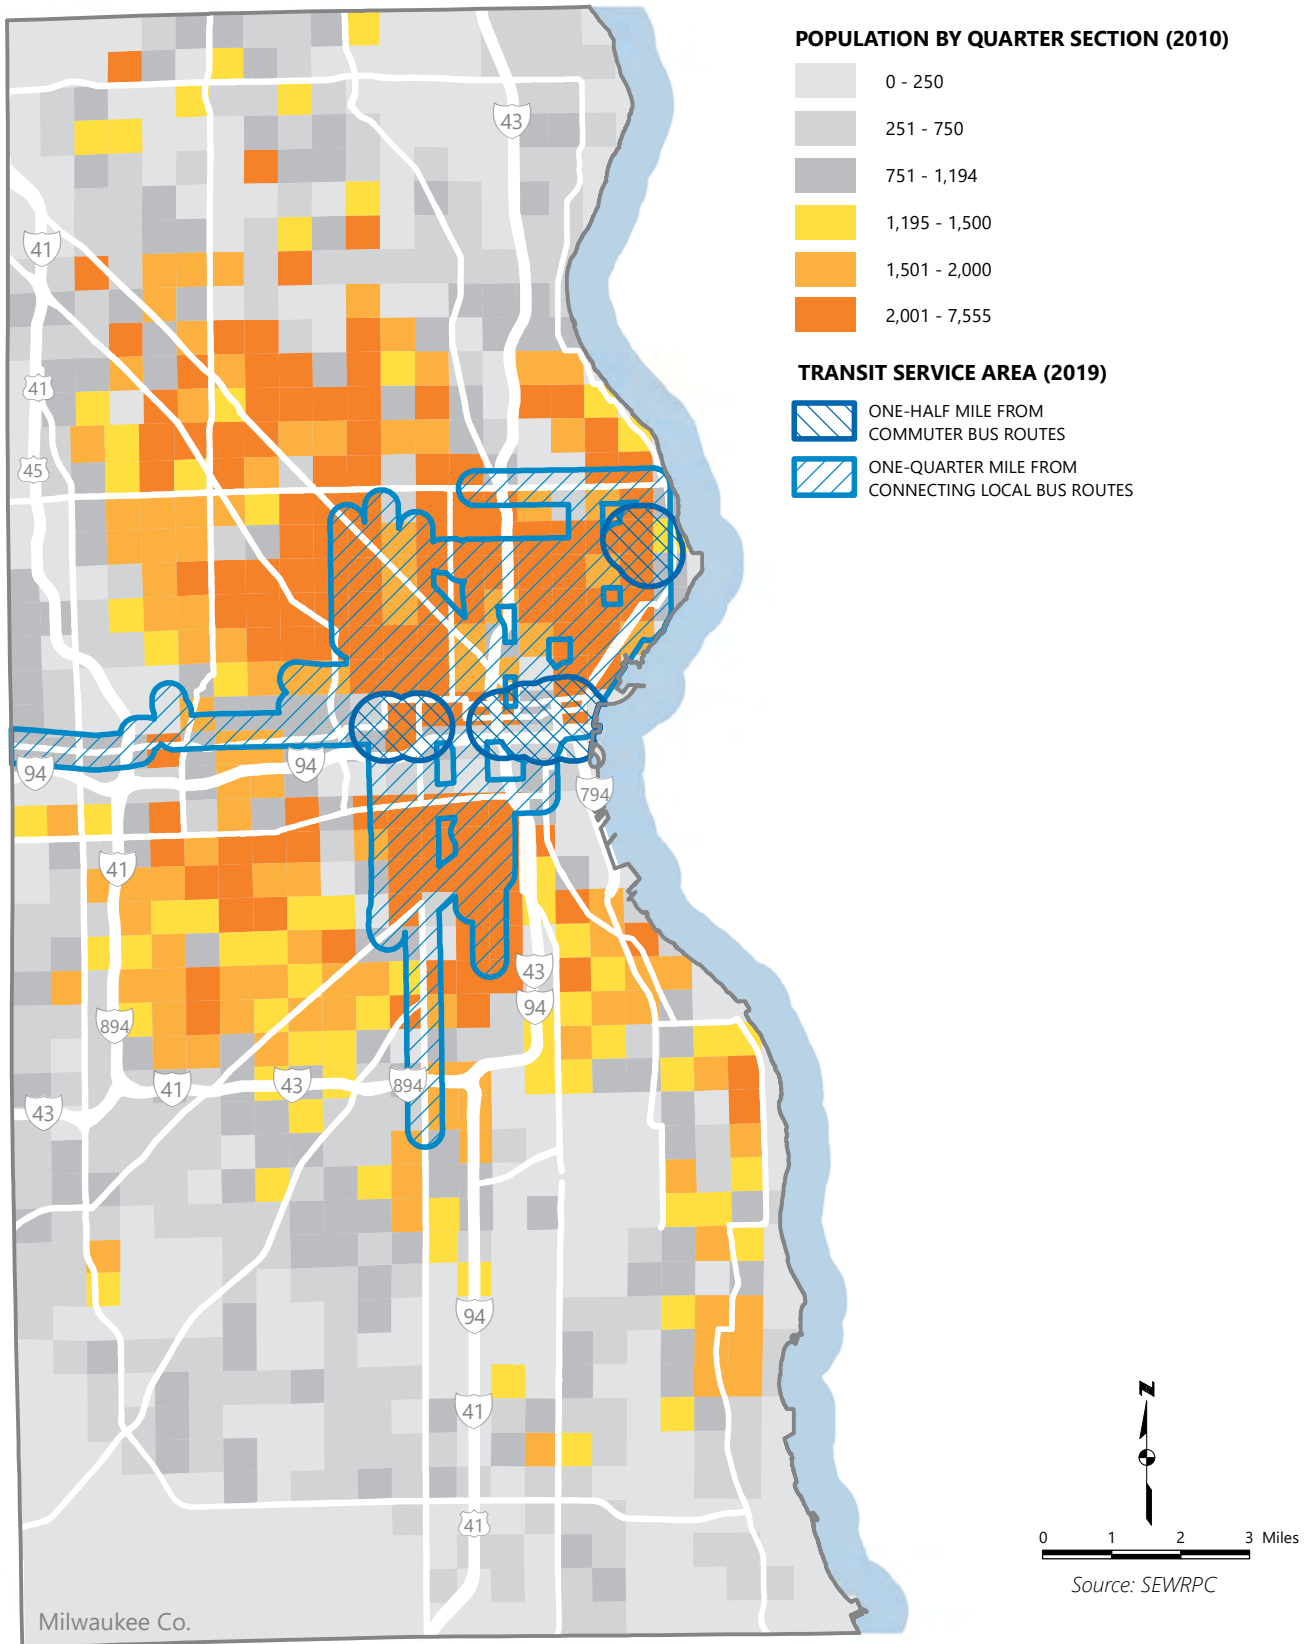 POPULATION BY QUARTER SECTION (2010)
0 - 250
251 - 750
751 - 1,194
1,195 - 1,500
1,501 - 2,000
2,001 - 7,555
TRANSIT SERVICE AREA (2019)
ONE-HALF MILE FROM
COMMUTER BUS ROUTES
ONE-QUARTER MILE FROM
CONNECTING LOCAL BUS ROUTES
43
41
41
45
94
94
794
41
43
94
894
41
43
894
43
94
41
41
N
0 1 2 3 Miles
Source: SEWRPC
Milwaukee Co.